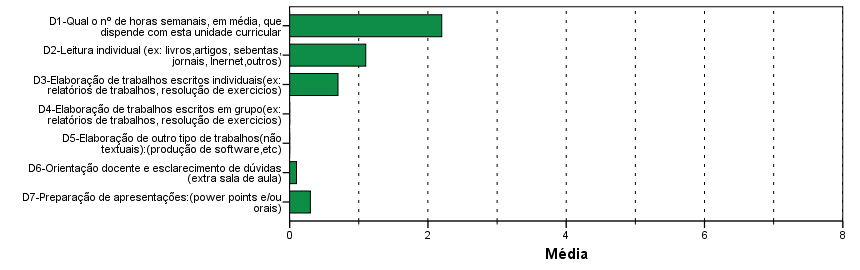 D1-Qual o nº de horas semanais, em média, que
dispende com esta unidade curricular
D2-Leitura individual (ex: livros,artigos, sebentas,
jornais, Inernet,outros)
D3-Elaboração de trabalhos escritos individuais(ex:
relatórios de trabalhos, resolução de exercicios)
D4-Elaboração de trabalhos escritos em grupo(ex:
relatórios de trabalhos, resolução de exercicios)
D5-Elaboração de outro tipo de trabalhos(não
textuais):(produção de software,etc)
D6-Orientação docente e esclarecimento de dúvidas
(extra sala de aula)
D7-Preparação de apresentações:(power points e/ou
orais)
0 2 4 6 8
Média